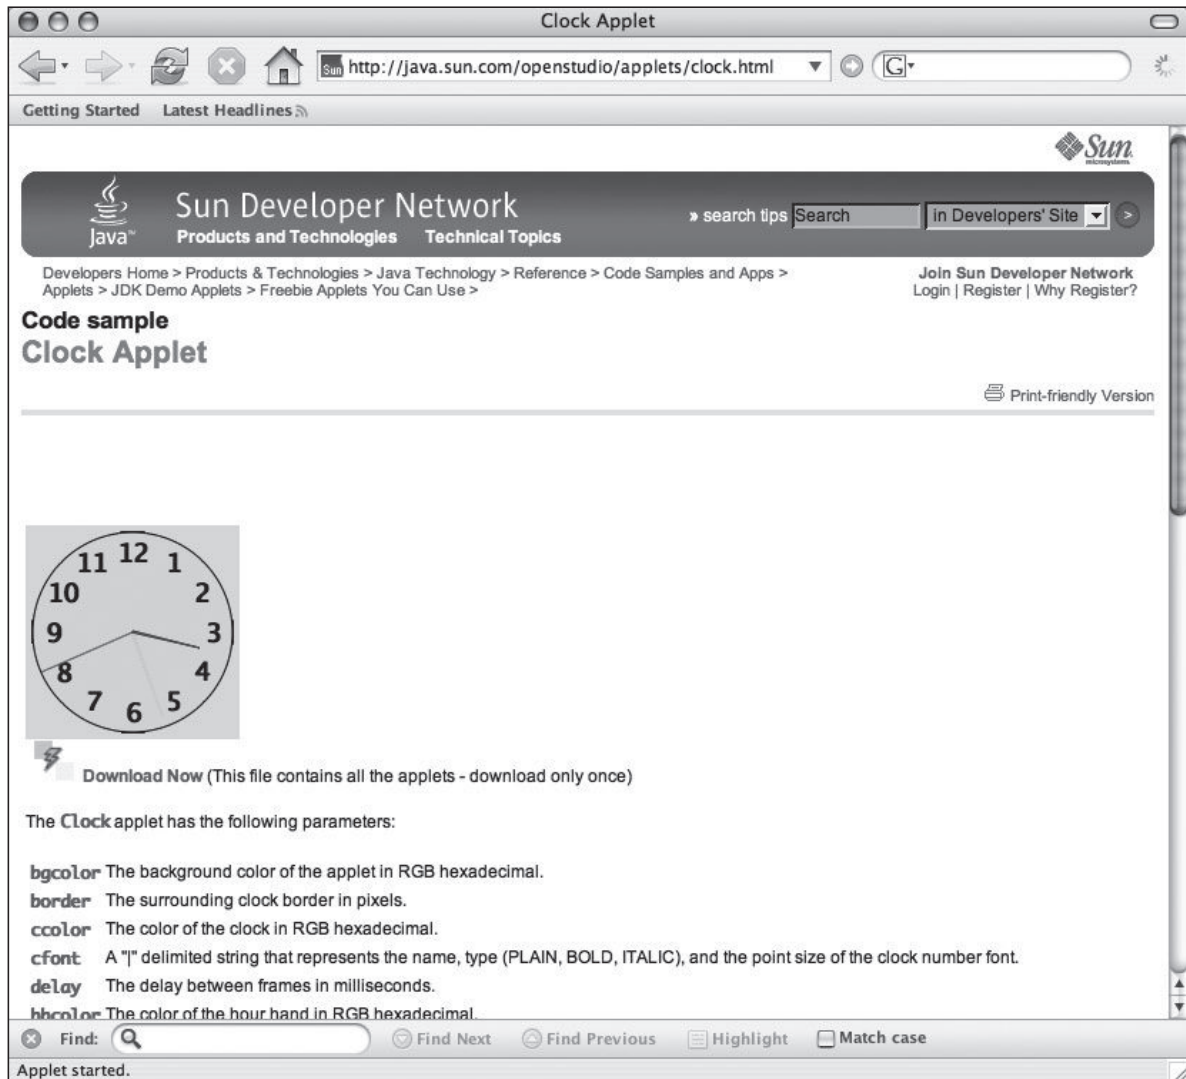 Clock Applet
http://java.sun.com/openstudio/applets/clock.html
G
Getting Started Latest Headlines
Sun
microsystems
Java™
Sun Developer Network
» search tips Search in Developers' Site >
Products and Technologies Technical Topics
Developers Home > Products & Technologies > Java Technology > Reference > Code Samples and Apps >
Applets > JDK Demo Applets > Freebie Applets You Can Use >
Join Sun Developer Network
Login | Register | Why Register?
Code sample
Clock Applet
Print-friendly Version
12
11 1
10 2
9 3
8 4
7 5
6
Download Now (This file contains all the applets - download only once)
The Clock applet has the following parameters:
bgcolor The background color of the applet in RGB hexadecimal.
border The surrounding clock border in pixels.
ccolor The color of the clock in RGB hexadecimal.
cfont A "|" delimited string that represents the name, type (PLAIN, BOLD, ITALIC), and the point size of the clock number font.
delay The delay between frames in milliseconds.
hhcolor The color of the hour hand in RGB hexadecimal.
Find: Find Next Find Previous Highlight Match case
Applet started.